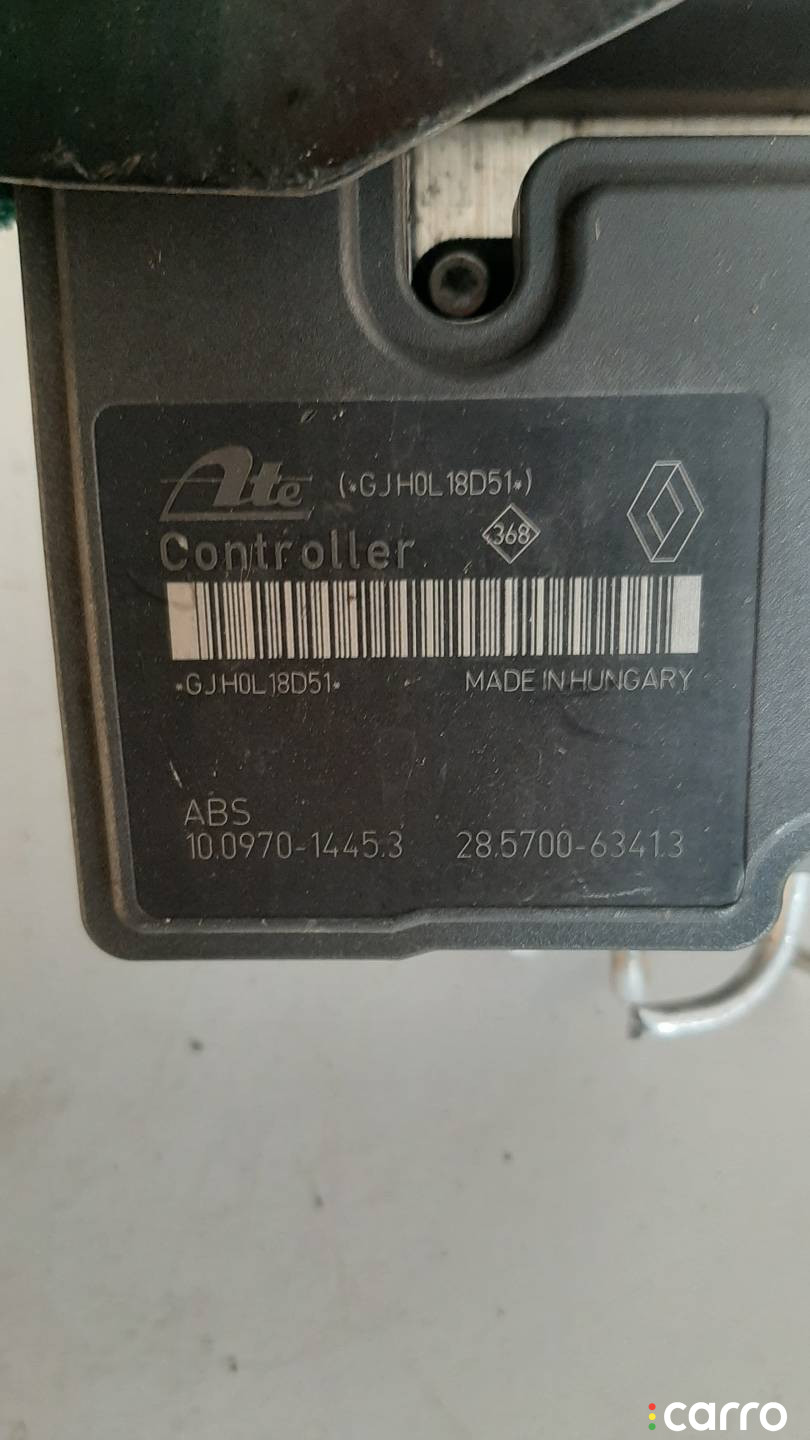 Ate (*GJH0L18D51*)
Controller 368
*GJH0L18D51* MADE IN HUNGARY
ABS
10.0970-1445.3 28.5700-6341.3
carro